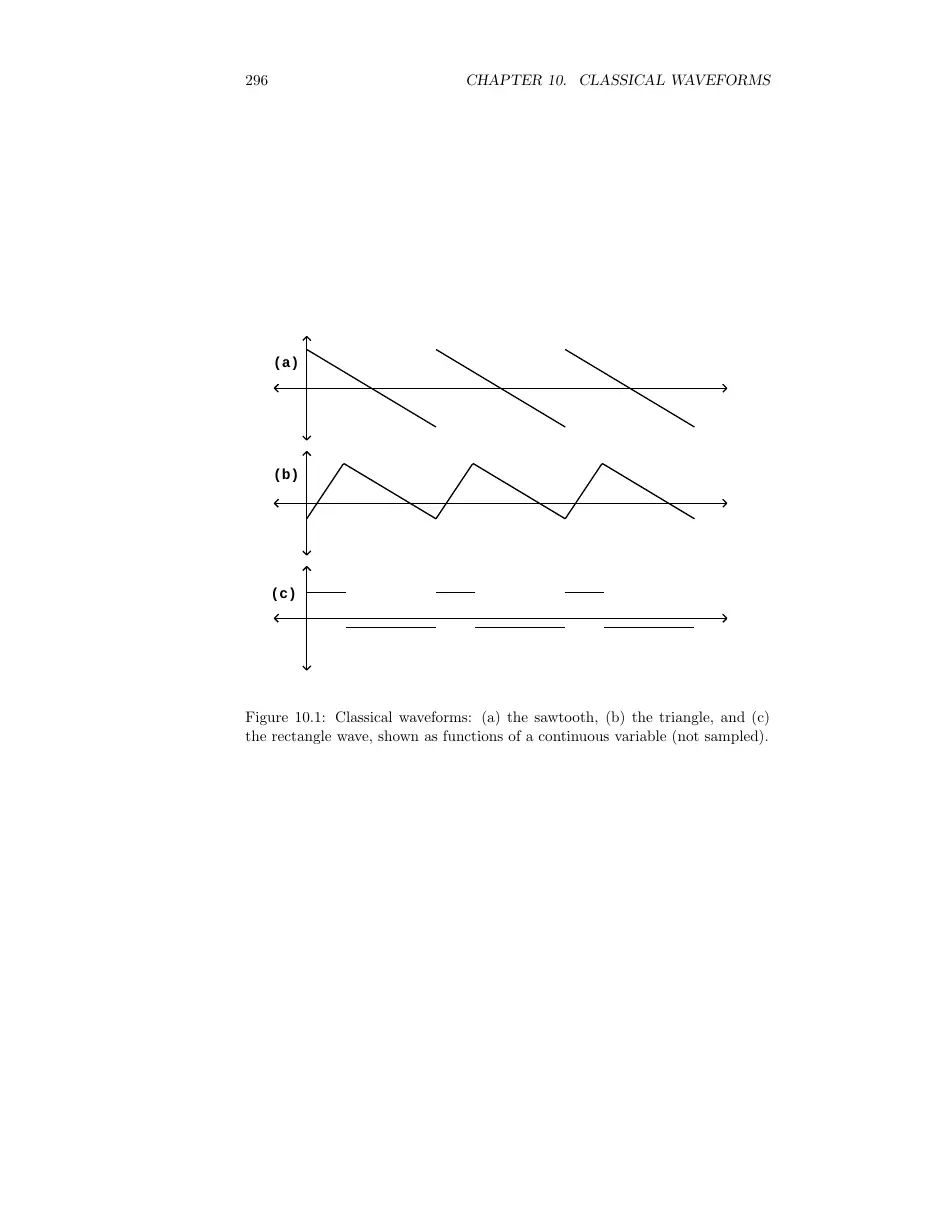 296 CHAPTER 10. CLASSICAL WAVEFORMS
(a)
(b)
(c)
Figure 10.1: Classical waveforms: (a) the sawtooth, (b) the triangle, and (c)
the rectangle wave, shown as functions of a continuous variable (not sampled).